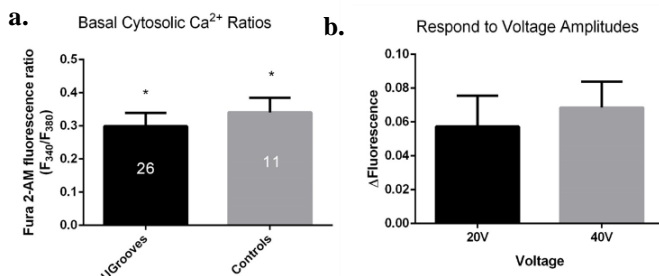 a.
Basal Cytosolic Ca²⁺ Ratios
Fura 2-AM fluorescence ratio
(F₃₄₀/F₃₈₀)
0.5
0.4
0.3
0.2
0.1
0.0
*
*
26
11
Controls
b.
Respond to Voltage Amplitudes
ΔFluorescence
0.10
0.08
0.06
0.04
0.02
0.00
20V
40V
Voltage